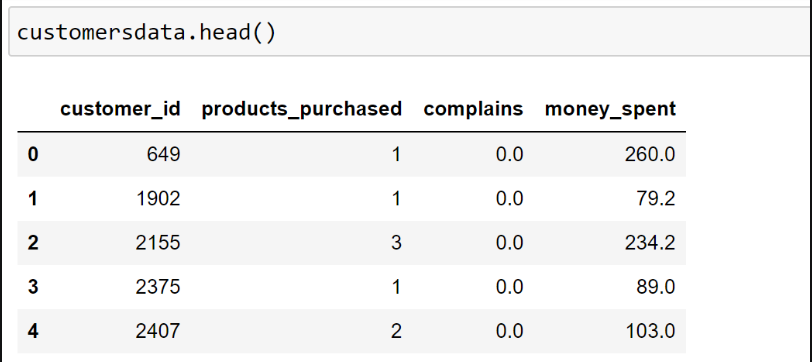 customersdata.head()
customer_id products_purchased complains money_spent
0 649 1 0.0 260.0
1 1902 1 0.0 79.2
2 2155 3 0.0 234.2
3 2375 1 0.0 89.0
4 2407 2 0.0 103.0